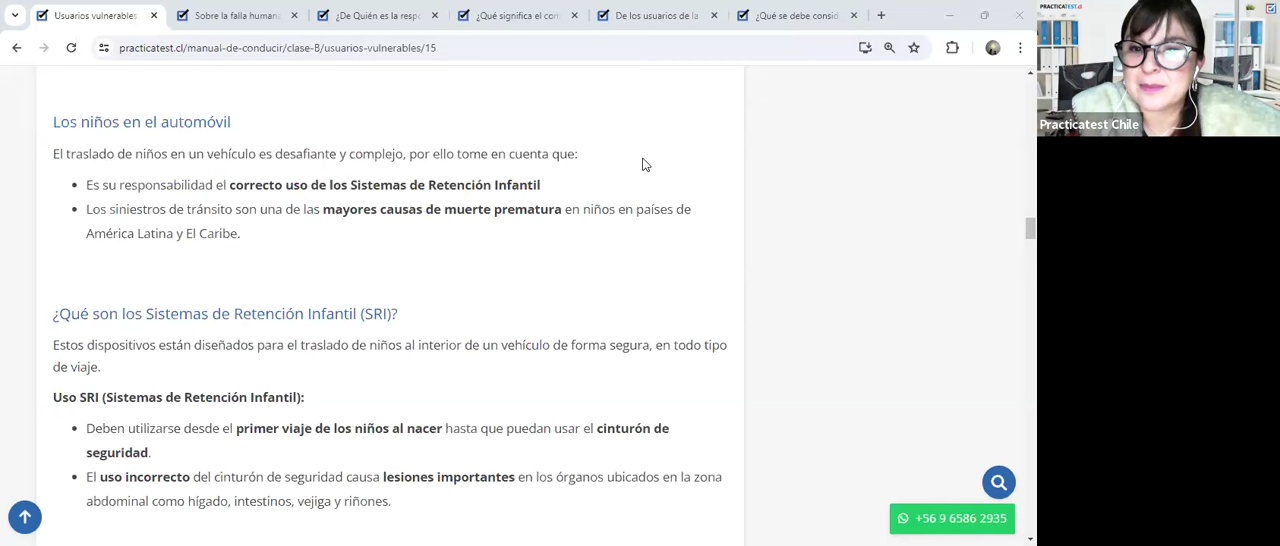 Usuarios vulnerables
Sobre la falla humana
¿De Quién es la resp
¿Qué significa el con
De los usuarios de la
¿Qué se debe consid
practicatest.cl/manual-de-conducir/clase-B/usuarios-vulnerables/15
PRACTICATEST.cl
Practicatest Chile
Los niños en el automóvil
El traslado de niños en un vehículo es desafiante y complejo, por ello tome en cuenta que:
Es su responsabilidad el correcto uso de los Sistemas de Retención Infantil
Los siniestros de tránsito son una de las mayores causas de muerte prematura en niños en países de
América Latina y El Caribe.
¿Qué son los Sistemas de Retención Infantil (SRI)?
Estos dispositivos están diseñados para el traslado de niños al interior de un vehículo de forma segura, en todo tipo
de viaje.
Uso SRI (Sistemas de Retención Infantil):
Deben utilizarse desde el primer viaje de los niños al nacer hasta que puedan usar el cinturón de
seguridad.
El uso incorrecto del cinturón de seguridad causa lesiones importantes en los órganos ubicados en la zona
abdominal como hígado, intestinos, vejiga y riñones.
+56 9 6586 2935